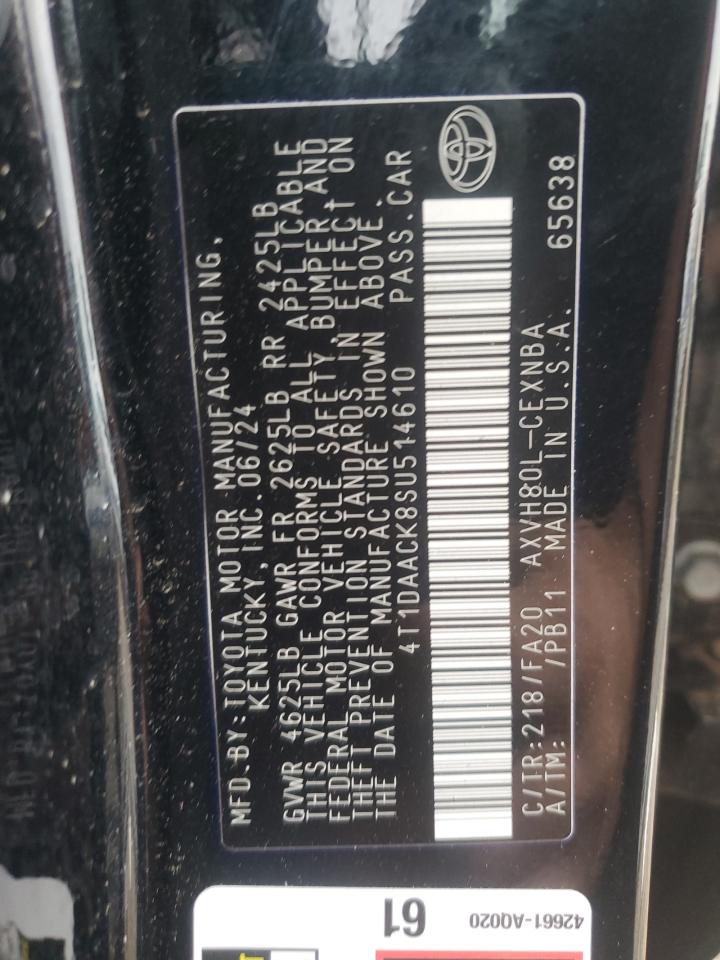 MFD.BY:TOYOTA MOTOR MANUFACTURING,
KENTUCKY, INC.06/24
GVWR 4625LB GAWR FR 2625LB RR 2425LB
THIS VEHICLE CONFORMS TO ALL APPLICABLE
FEDERAL MOTOR VEHICLE SAFETY, BUMPER AND
THEFT PREVENTION STANDARDS IN EFFECT ON
THE DATE OF MANUFACTURE SHOWN ABOVE.
4T1DAACK8SU514610 PASS.CAR
C/TR:218/FA20 AXVH80L-CEXNBA
A/TM: /PB11 MADE IN U.S.A. 65638
42661-AQ020
61